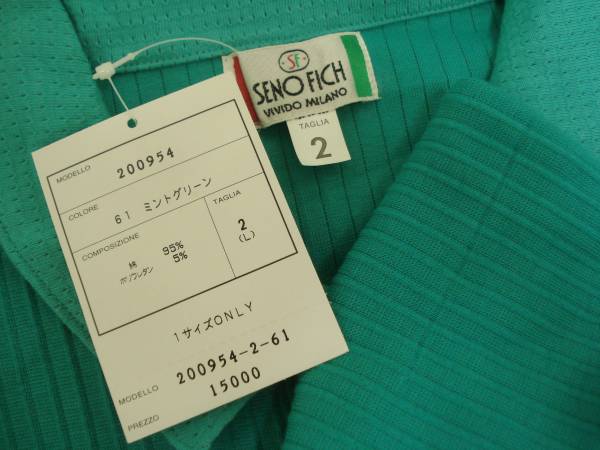 SF
SENO FICH
VIVIDO MILANO
TAGLIA
2
MODELLO 200954
COLORE 61 ミントグリーン
COMPOSIZIONE
綿 95%
ポリウレタン 5%
TAGLIA
2
(L)
1サイズONLY
MODELLO 200954-2-61
PREZZO 15000